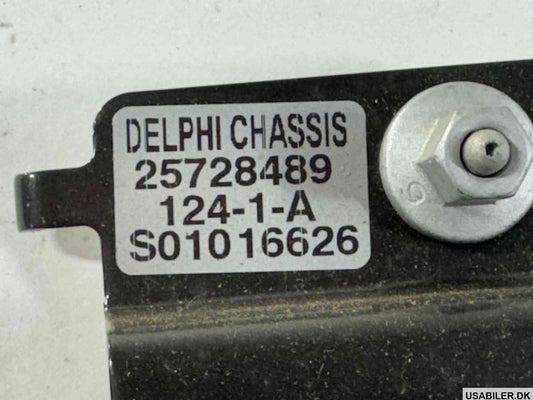 DELPHI CHASSIS
25728489
124-1-A
S01016626
USABILER.DK